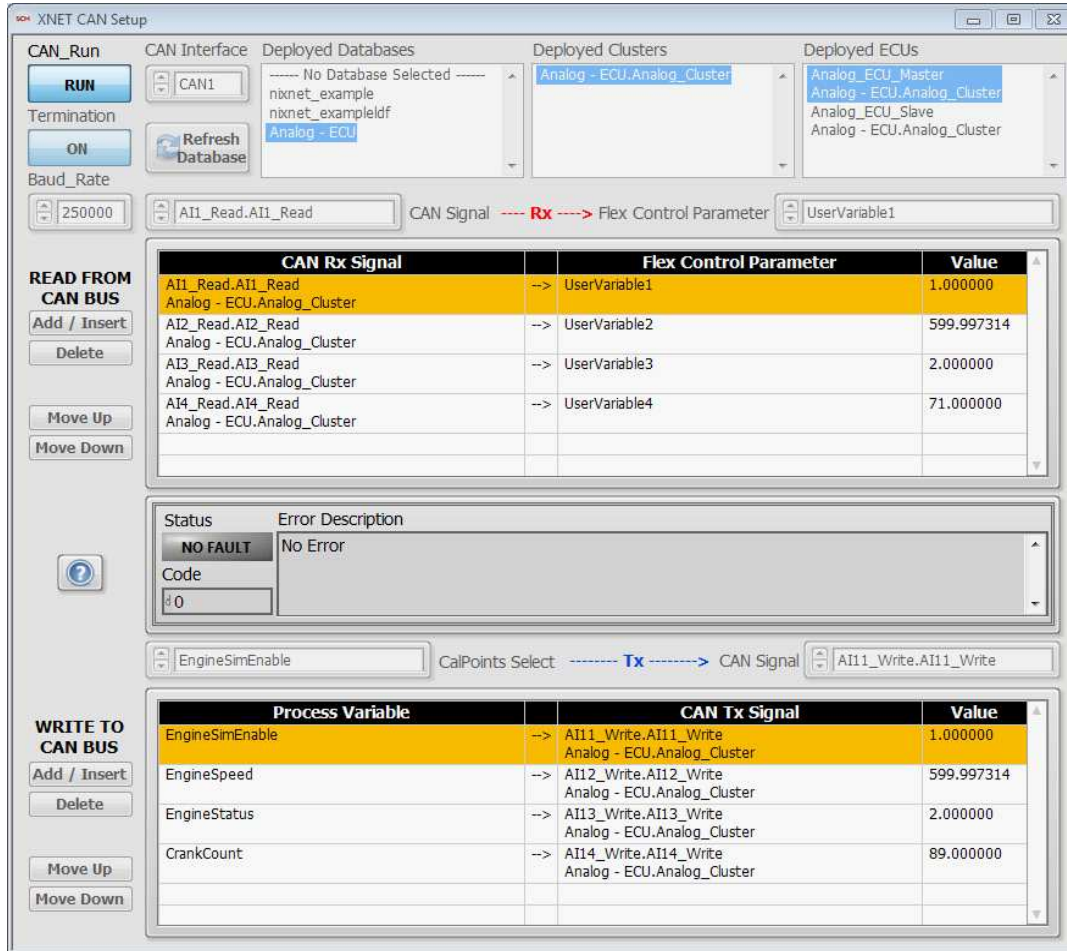 SCM XNET CAN Setup
CAN_Run CAN Interface Deployed Databases Deployed Clusters Deployed ECUs
RUN
CAN1
------ No Database Selected ------
nixnet_example
nixnet_exampleldf
Analog - ECU
Analog - ECU.Analog_Cluster
Analog_ECU_Master
Analog - ECU.Analog_Cluster
Analog_ECU_Slave
Analog - ECU.Analog_Cluster
Termination
ON
Refresh
Database
Baud_Rate
250000
AI1_Read.AI1_Read CAN Signal ---- Rx ----> Flex Control Parameter UserVariable1
READ FROM
CAN BUS
Add / Insert
Delete
Move Up
Move Down
CAN Rx Signal Flex Control Parameter Value
AI1_Read.AI1_Read --> UserVariable1 1.000000
Analog - ECU.Analog_Cluster
AI2_Read.AI2_Read --> UserVariable2 599.997314
Analog - ECU.Analog_Cluster
AI3_Read.AI3_Read --> UserVariable3 2.000000
Analog - ECU.Analog_Cluster
AI4_Read.AI4_Read --> UserVariable4 71.000000
Analog - ECU.Analog_Cluster
Status Error Description
NO FAULT No Error
Code
d 0
EngineSimEnable CalPoints Select -------- Tx --------> CAN Signal AI11_Write.AI11_Write
WRITE TO
CAN BUS
Add / Insert
Delete
Move Up
Move Down
Process Variable CAN Tx Signal Value
EngineSimEnable --> AI11_Write.AI11_Write 1.000000
Analog - ECU.Analog_Cluster
EngineSpeed --> AI12_Write.AI12_Write 599.997314
Analog - ECU.Analog_Cluster
EngineStatus --> AI13_Write.AI13_Write 2.000000
Analog - ECU.Analog_Cluster
CrankCount --> AI14_Write.AI14_Write 89.000000
Analog - ECU.Analog_Cluster